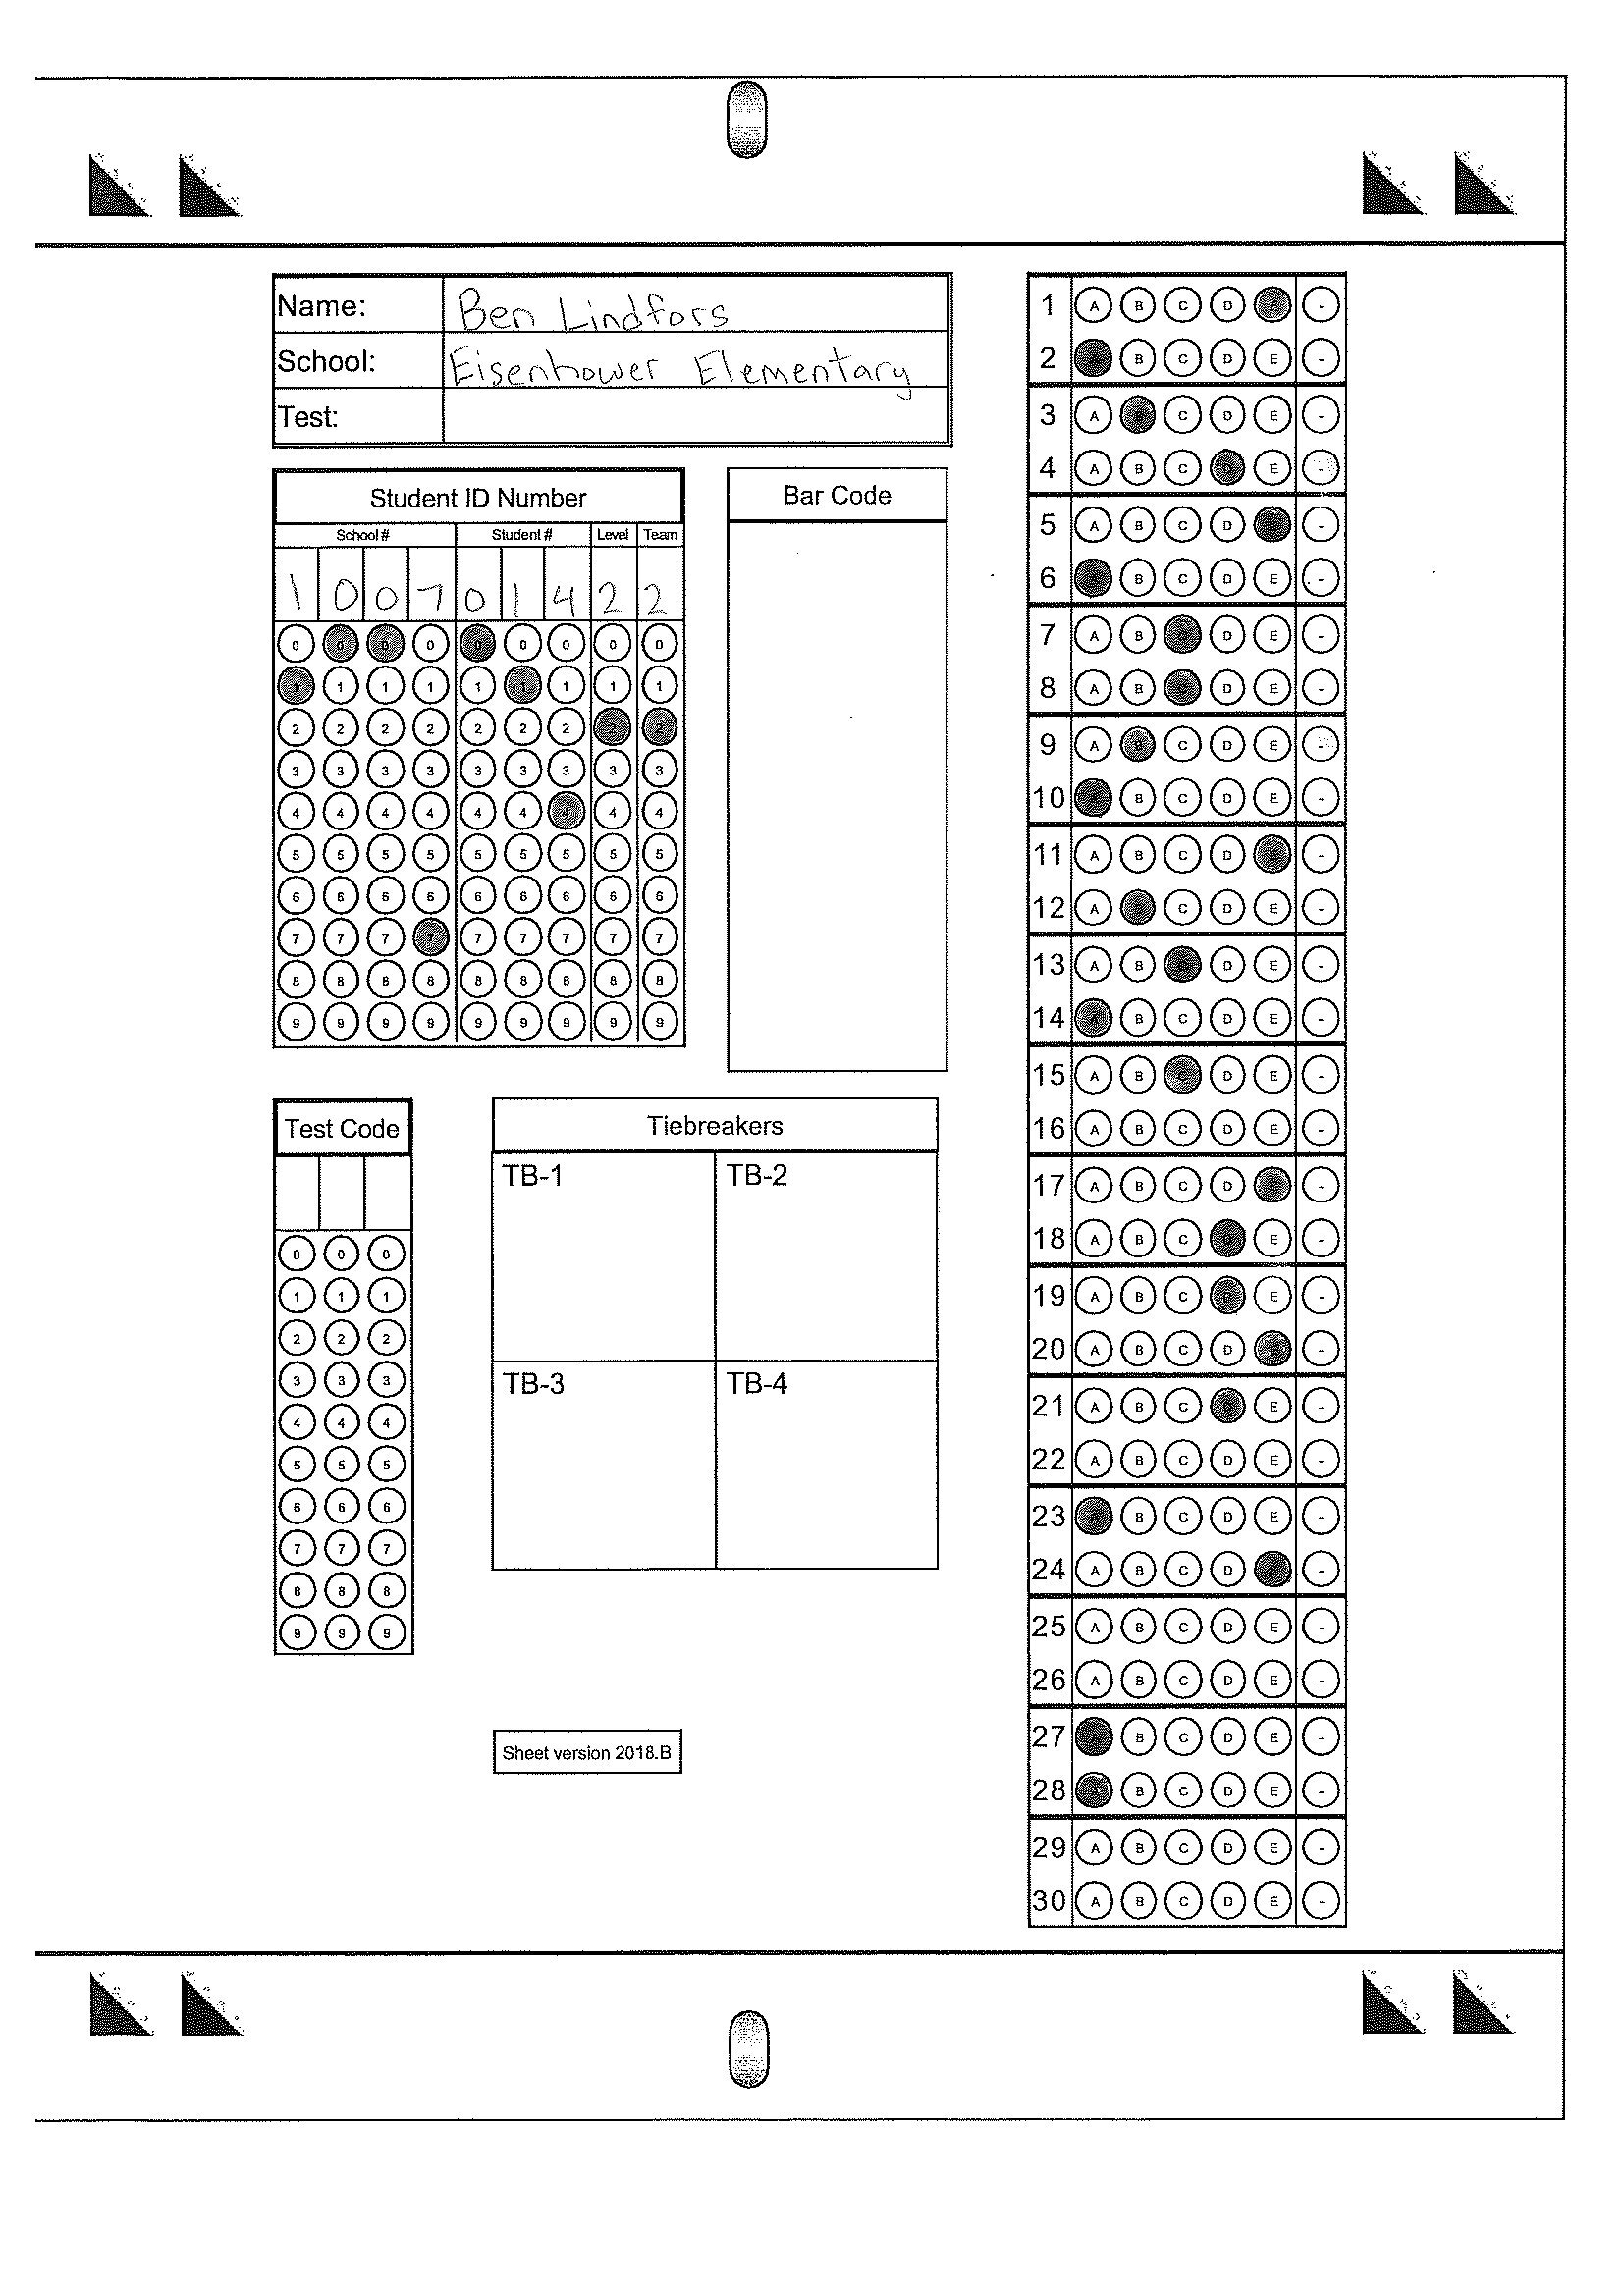 Name: Ben Lindfors
School: Eisenhower Elementary
Test:
Student ID Number
School # Student # Level Team
1 0 0 7 0 1 4 2 2
0 0 0 0 0 0 0 0 0
1 1 1 1 1 1 1 1 1
2 2 2 2 2 2 2 2 2
3 3 3 3 3 3 3 3 3
4 4 4 4 4 4 4 4 4
5 5 5 5 5 5 5 5 5
6 6 6 6 6 6 6 6 6
7 7 7 7 7 7 7 7 7
8 8 8 8 8 8 8 8 8
9 9 9 9 9 9 9 9 9
Bar Code
Test Code
0 0 0
1 1 1
2 2 2
3 3 3
4 4 4
5 5 5
6 6 6
7 7 7
8 8 8
9 9 9
Tiebreakers
TB-1 TB-2
TB-3 TB-4
Sheet version 2018.B
1 A B C D E -
2 A B C D E -
3 A B C D E -
4 A B C D E -
5 A B C D E -
6 A B C D E -
7 A B C D E -
8 A B C D E -
9 A B C D E -
10 A B C D E -
11 A B C D E -
12 A B C D E -
13 A B C D E -
14 A B C D E -
15 A B C D E -
16 A B C D E -
17 A B C D E -
18 A B C D E -
19 A B C D E -
20 A B C D E -
21 A B C D E -
22 A B C D E -
23 A B C D E -
24 A B C D E -
25 A B C D E -
26 A B C D E -
27 A B C D E -
28 A B C D E -
29 A B C D E -
30 A B C D E -